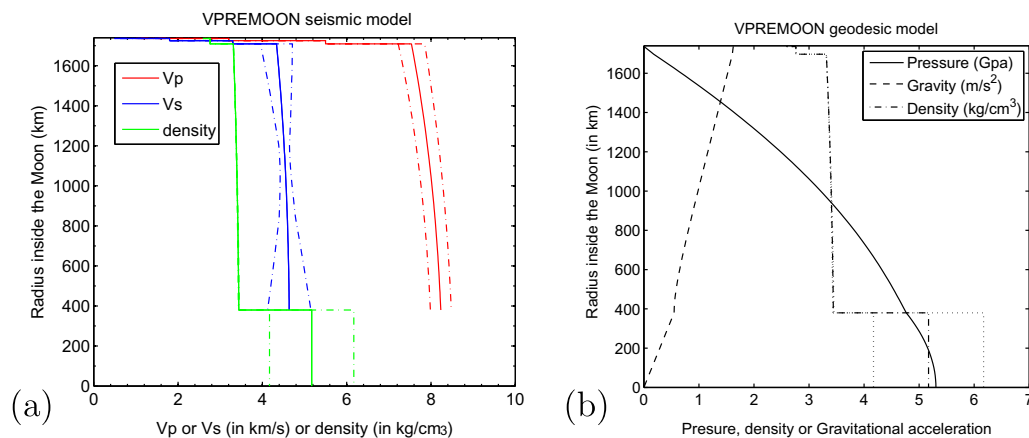 VPREMOON seismic model
1600
1400
1200
1000
800
600
400
200
0
Radius inside the Moon (km)
Vp
Vs
density
0 2 4 6 8 10
Vp or Vs (in km/s) or density (in kg/cm3)
(a)
VPREMOON geodesic model
1600
1400
1200
1000
800
600
400
200
0
Radius inside the Moon (in km)
Pressure (Gpa)
Gravity (m/s²)
Density (kg/cm³)
0 1 2 3 4 5 6 7
Presure, density or Gravitational acceleration
(b)